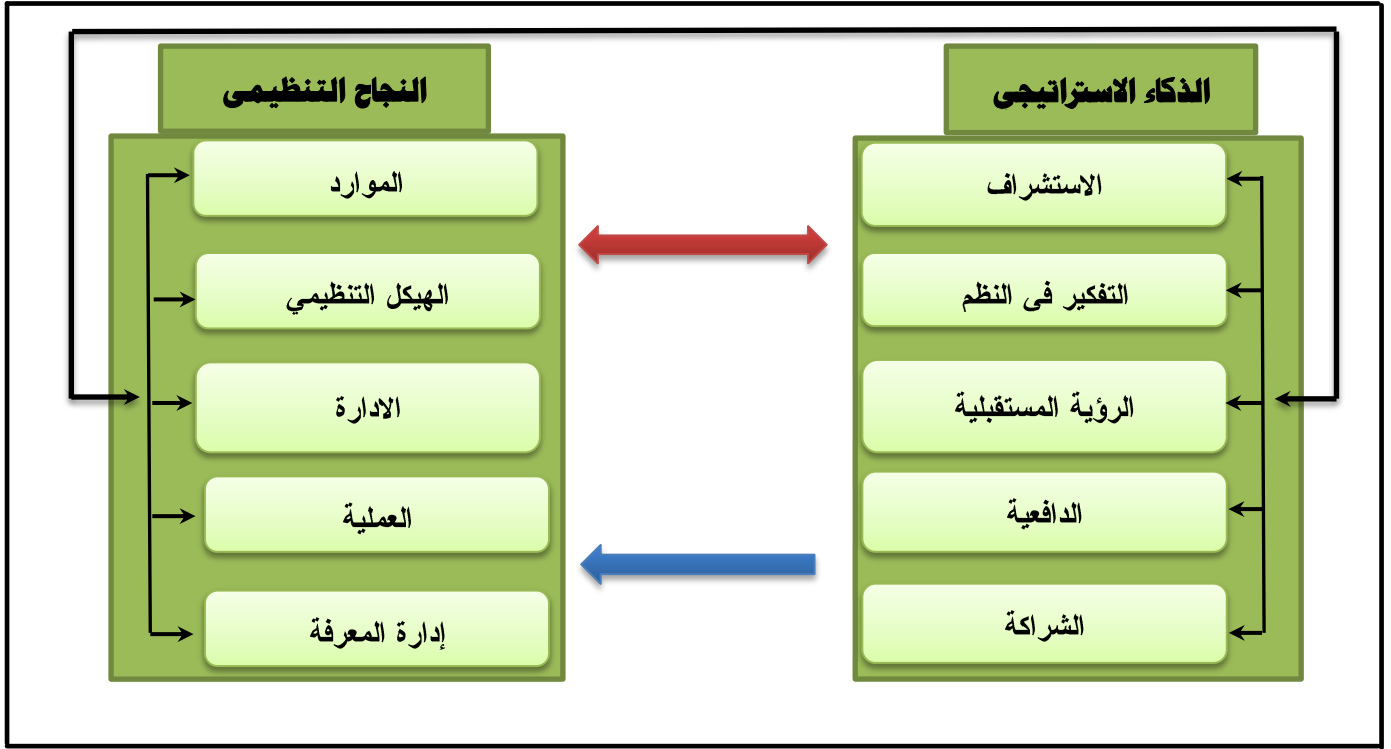 الذكاء الاستراتيجى
الاستشراف
التفكير فى النظم
الرؤية المستقبلية
الدافعية
الشراكة
النجاح التنظيمى
الموارد
الهيكل التنظيمي
الادارة
العملية
إدارة المعرفة